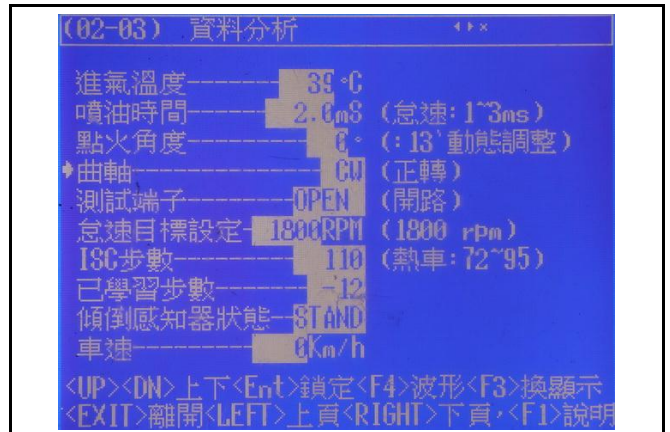 (02-03) 資料分析
進氣溫度--------39°C
噴油時間--------2.0mS (怠速:1~3ms)
點火角度--------0° (:13`動態調整)
曲軸------------CW (正轉)
測試端子--------OPEN (開路)
怠速目標設定-1800RPM (1800 rpm)
ISC步數---------110 (熱車:72~95)
已學習步數-------12
傾倒感知器狀態--STAND
車速------------0Km/h
<UP><DN>上下<Ent>鎖定<F4>波形<F3>換顯示
<EXIT>離開<LEFT>上頁<RIGHT>下頁,<F1>說明